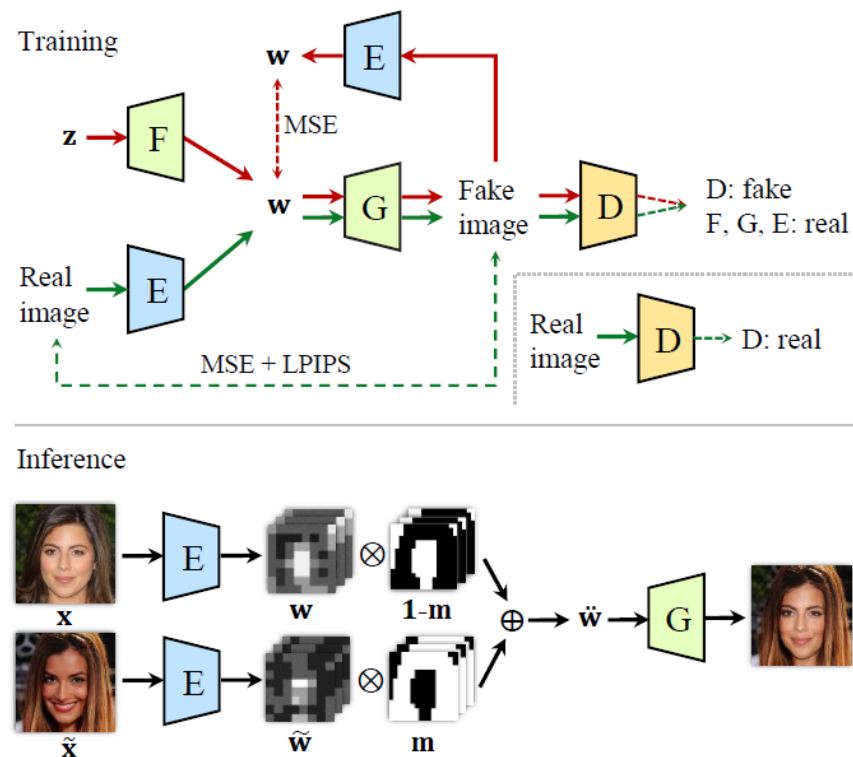 Training
w
E
MSE
z
F
w
G
Fake
image
D
D: fake
F, G, E: real
Real
image
E
MSE + LPIPS
Real
image
D
D: real
Inference
E
⊗
x
w
1-m
⊕
ẅ
G
E
⊗
x̃
w̃
m